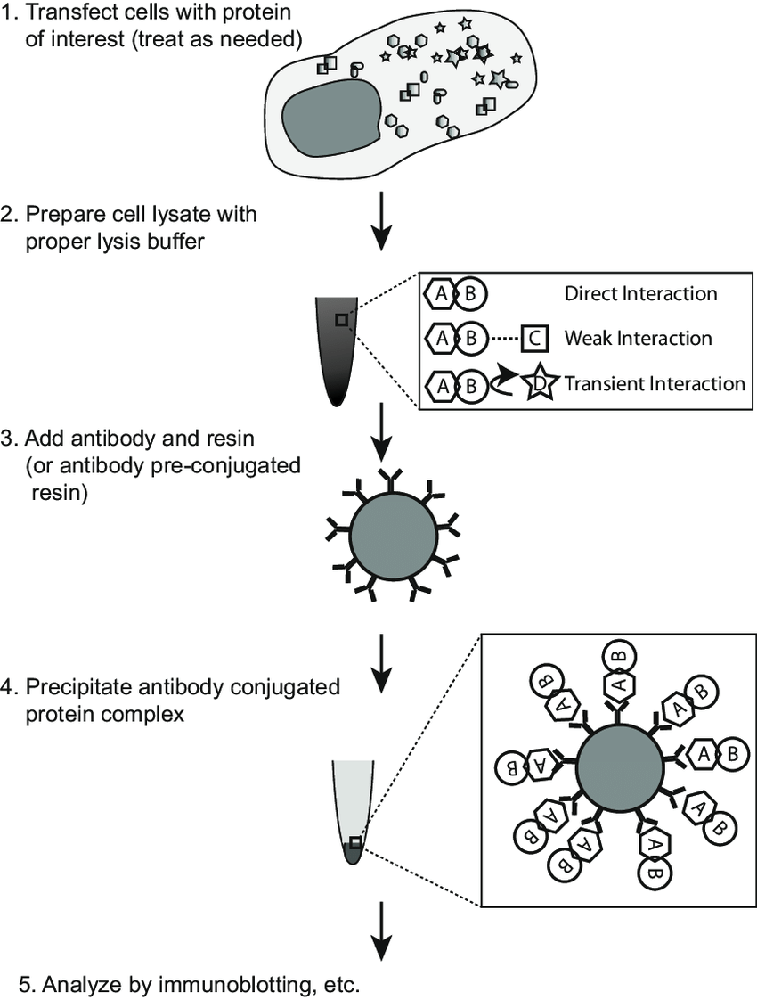 1. Transfect cells with protein
of interest (treat as needed)
2. Prepare cell lysate with
proper lysis buffer
A B Direct Interaction
A B C Weak Interaction
A B D Transient Interaction
3. Add antibody and resin
(or antibody pre-conjugated
resin)
4. Precipitate antibody conjugated
protein complex
B
A
B
A
A B
B A
A B
A
B
A
B
A
B
A
B
5. Analyze by immunoblotting, etc.